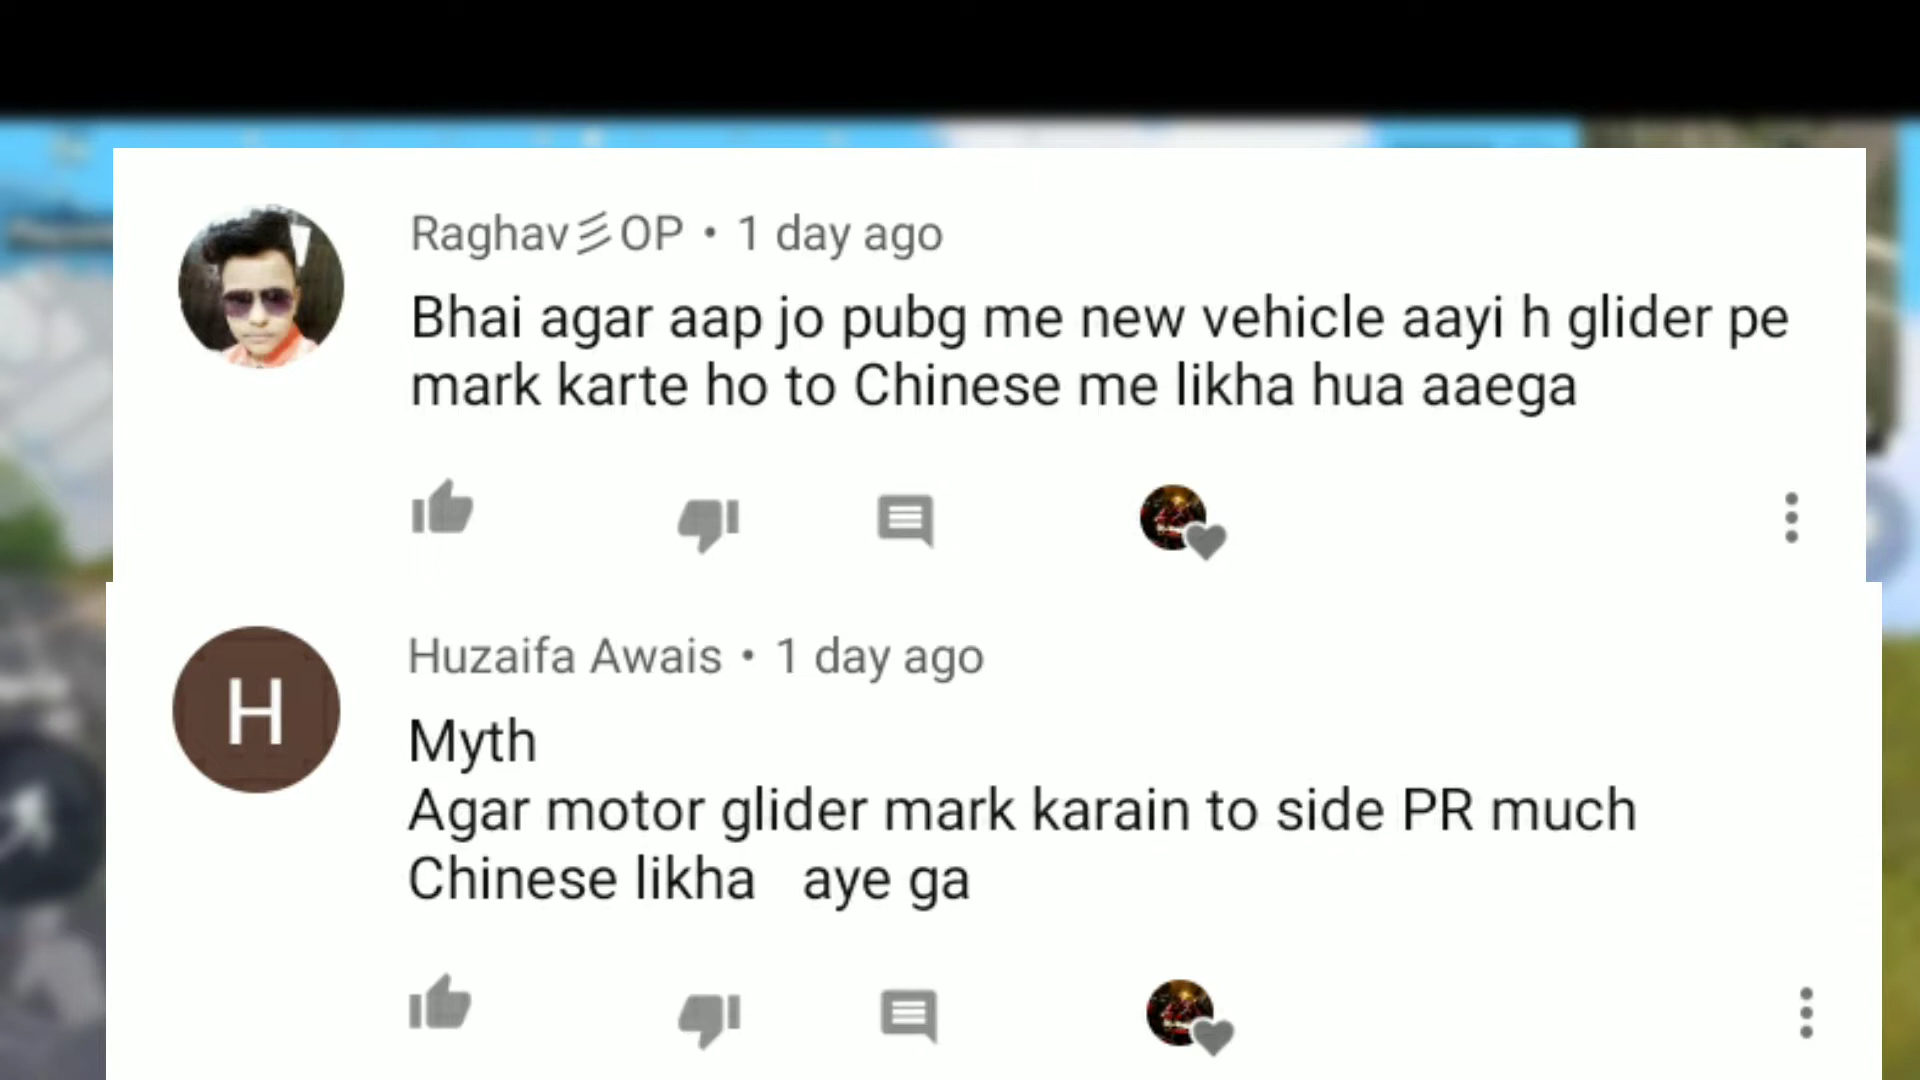 Raghav彡OP • 1 day ago
Bhai agar aap jo pubg me new vehicle aayi h glider pe
mark karte ho to Chinese me likha hua aaega
H
Huzaifa Awais • 1 day ago
Myth
Agar motor glider mark karain to side PR much
Chinese likha aye ga